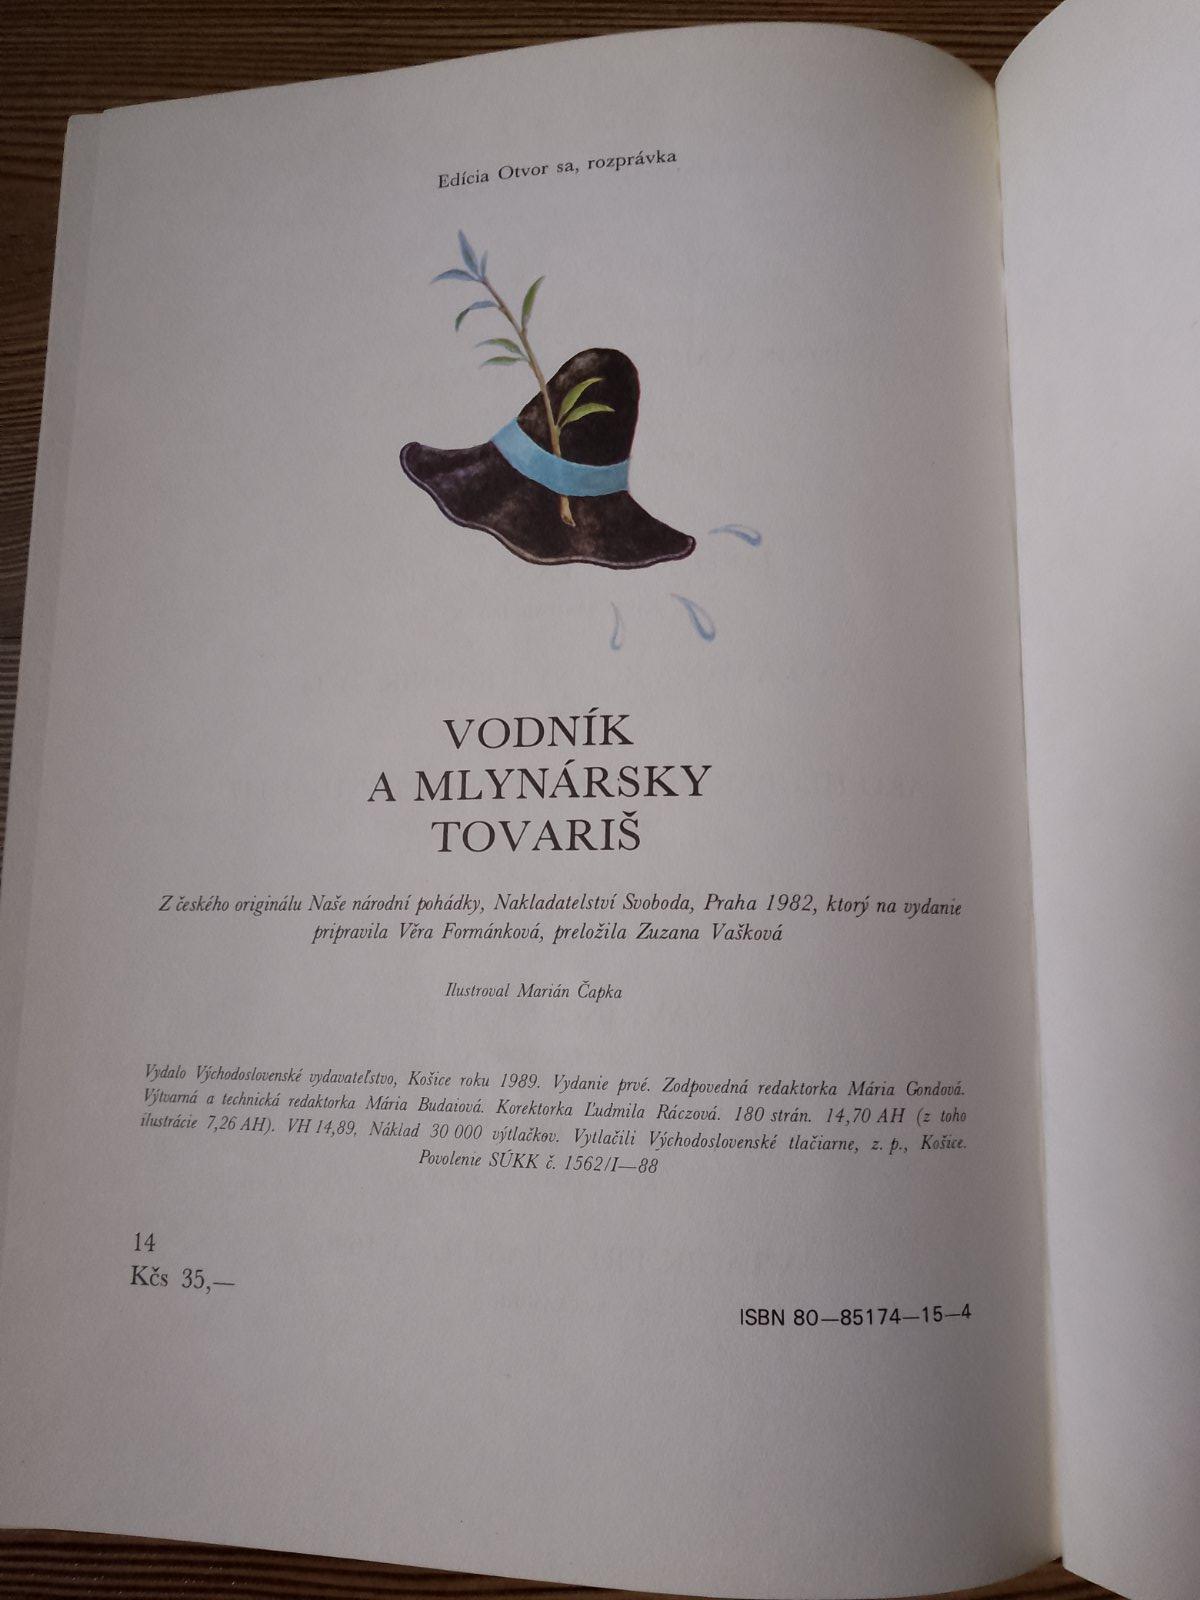 Edícia Otvor sa, rozprávka
VODNÍK
A MLYNÁRSKY
TOVARIŠ
Z českého originálu Naše národní pohádky, Nakladatelství Svoboda, Praha 1982, ktorý na vydanie
pripravila Věra Formánková, preložila Zuzana Vašková
Ilustroval Marián Čapka
Vydalo Východoslovenské vydavateľstvo, Košice roku 1989. Vydanie prvé. Zodpovedná redaktorka Mária Gondová.
Výtvarná a technická redaktorka Mária Budaiová. Korektorka Ľudmila Ráczová. 180 strán. 14,70 AH (z toho
ilustrácie 7,26 AH). VH 14,89. Náklad 30 000 výtlačkov. Vytlačili Východoslovenské tlačiarne, z. p., Košice.
Povolenie SÚKK č. 1562/I—88
14
Kčs 35,—
ISBN 80—85174—15—4